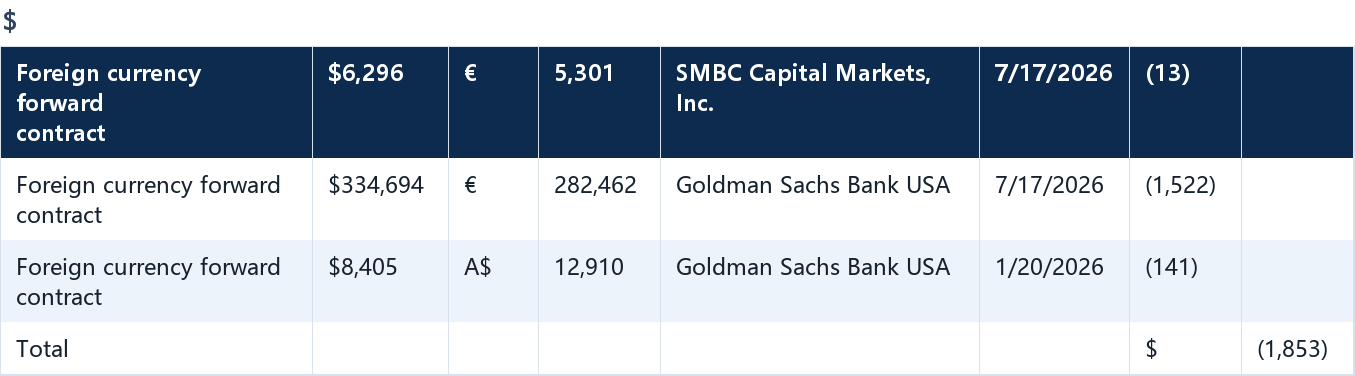 $
Foreign currency forward contract $6,296 € 5,301 SMBC Capital Markets, Inc. 7/17/2026 (13)
Foreign currency forward contract $334,694 € 282,462 Goldman Sachs Bank USA 7/17/2026 (1,522)
Foreign currency forward contract $8,405 A$ 12,910 Goldman Sachs Bank USA 1/20/2026 (141)
Total $ (1,853)